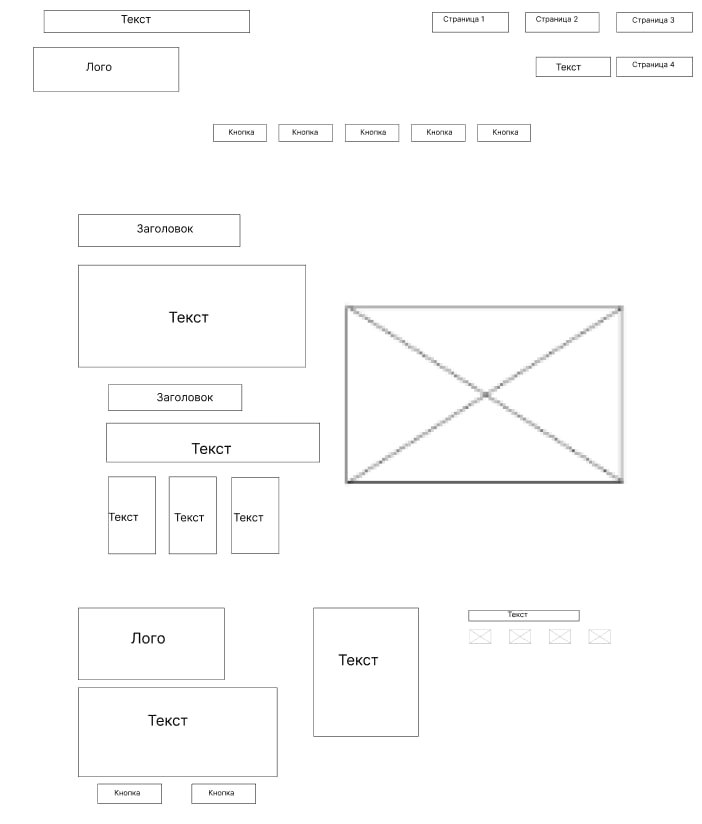 Текст
Страница 1
Страница 2
Страница 3
Лого
Текст
Страница 4
Кнопка
Кнопка
Кнопка
Кнопка
Кнопка
Заголовок
Текст
Заголовок
Текст
Текст
Текст
Текст
Лого
Текст
Кнопка
Кнопка
Текст
Текст